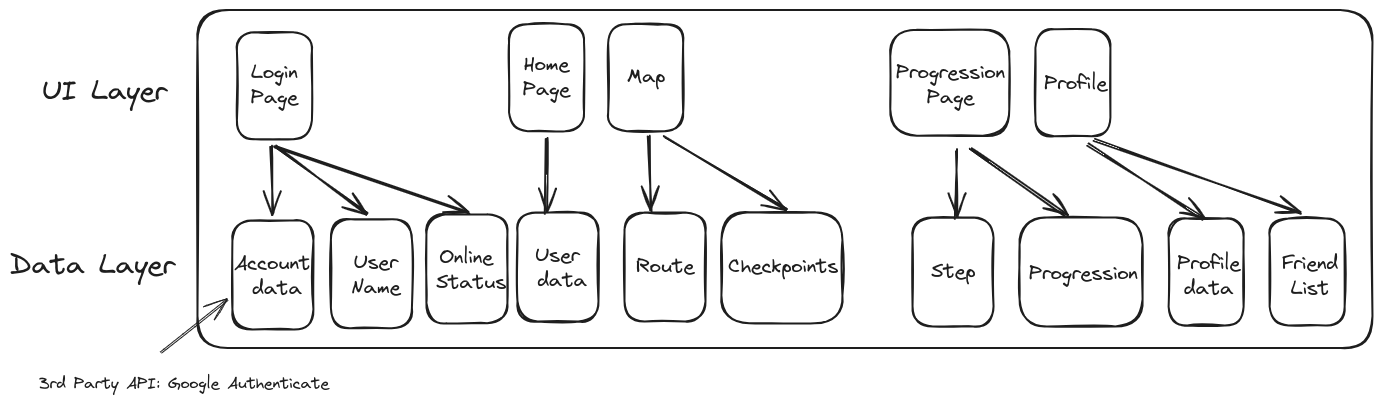 UI Layer
Login
Page
Home
Page
Map
Progression
Page
Profile
Data Layer
Account
data
User
Name
Online
Status
User
data
Route
Checkpoints
Step
Progression
Profile
data
Friend
List
3rd Party API: Google Authenticate